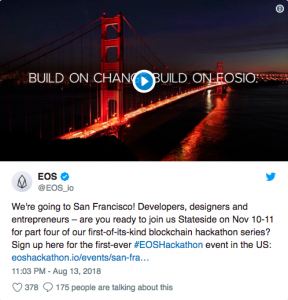 BUILD ON CHANGE BUILD ON EOSIO.
EOS
@EOS_io
We're going to San Francisco! Developers, designers and
entrepreneurs – are you ready to join us Stateside on Nov 10-11
for part four of our first-of-its-kind blockchain hackathon series?
Sign up here for the first-ever #EOSHackathon event in the US:
eoshackathon.io/events/san-fra…
11:03 PM - Aug 13, 2018
378 175 people are talking about this